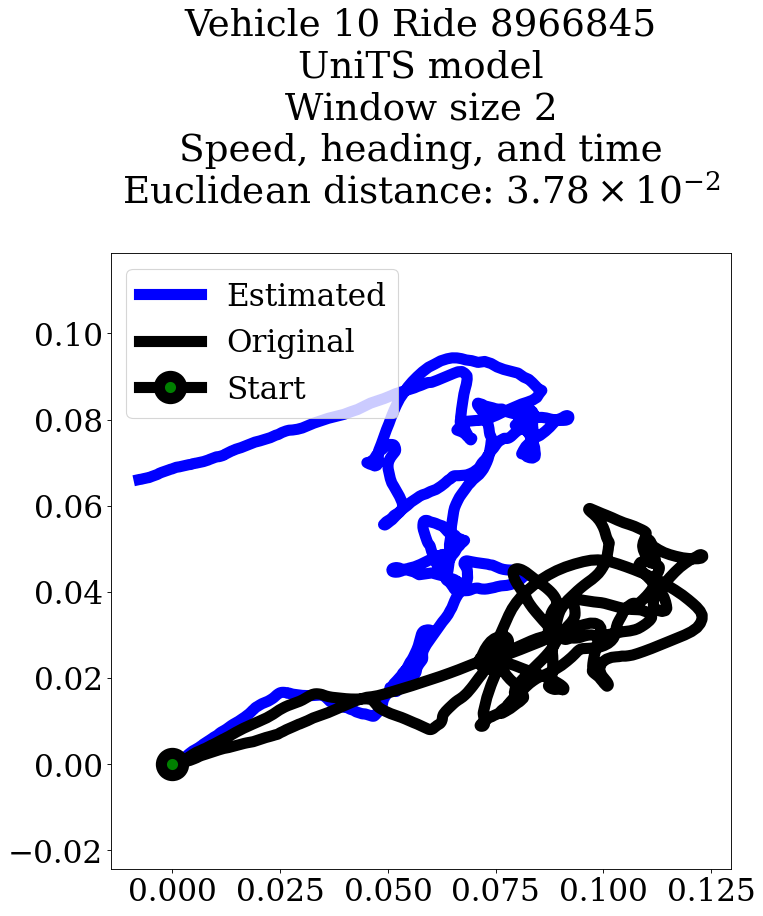 Vehicle 10 Ride 8966845
UniTS model
Window size 2
Speed, heading, and time
Euclidean distance: 3.78 × 10⁻²
Estimated
Original
Start
0.10
0.08
0.06
0.04
0.02
0.00
−0.02
0.000 0.025 0.050 0.075 0.100 0.125